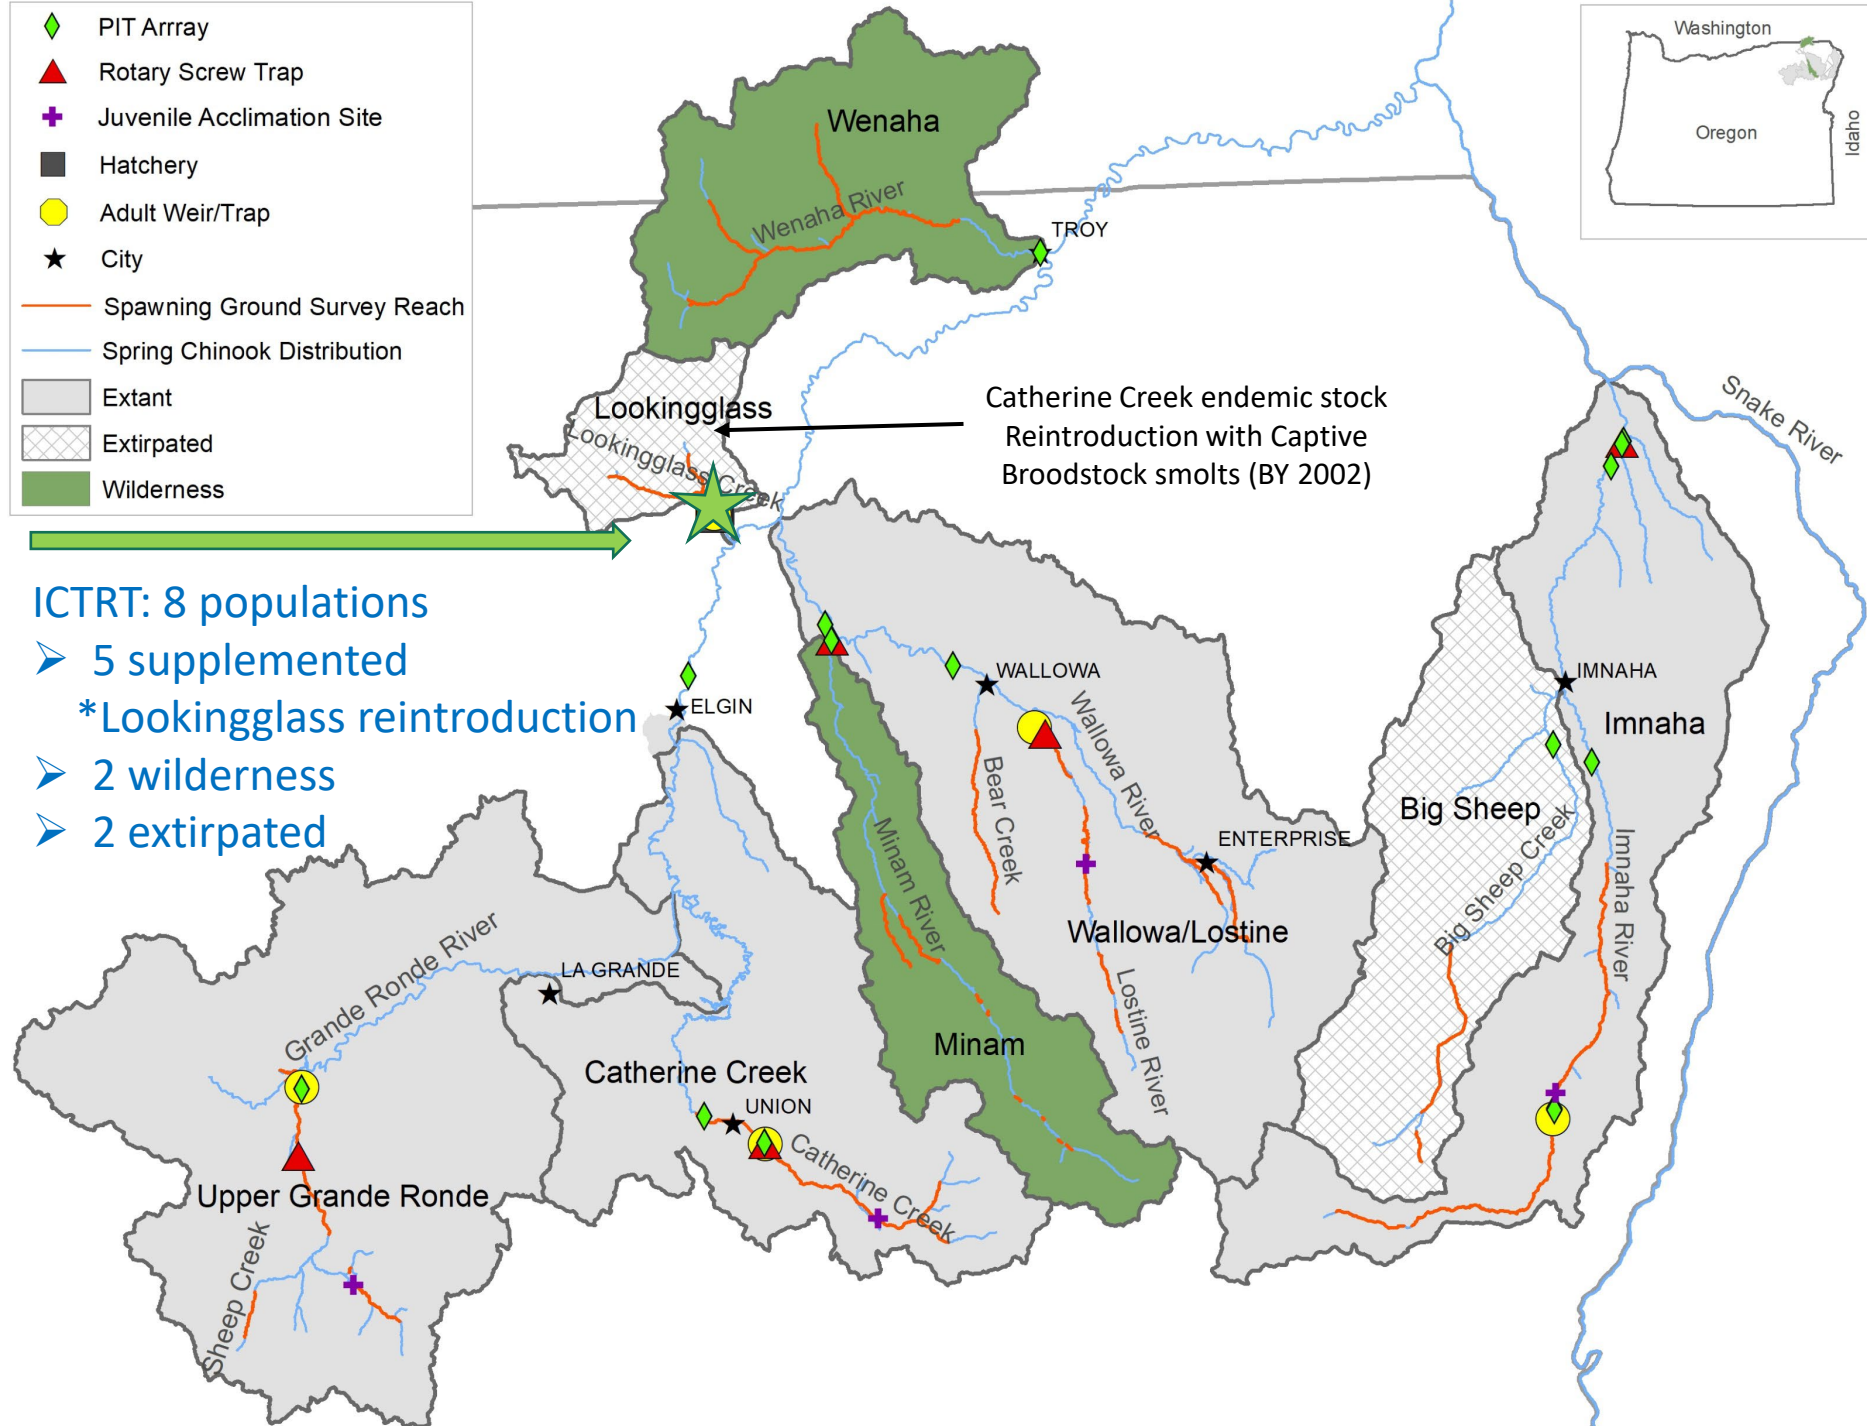 PIT Arrray
Rotary Screw Trap
Juvenile Acclimation Site
Hatchery
Adult Weir/Trap
City
Spawning Ground Survey Reach
Spring Chinook Distribution
Extant
Extirpated
Wilderness
Washington
Oregon
Idaho
Wenaha
Wenaha River
TROY
Lookingglass
Lookingglass Creek
Catherine Creek endemic stock
Reintroduction with Captive
Broodstock smolts (BY 2002)
Snake River
ICTRT: 8 populations
➢ 5 supplemented
*Lookingglass reintroduction
➢ 2 wilderness
➢ 2 extirpated
ELGIN
WALLOWA
Wallowa River
Bear Creek
Minam River
ENTERPRISE
Wallowa/Lostine
Lostine River
Minam
IMNAHA
Imnaha
Big Sheep
Big Sheep Creek
Imnaha River
Grande Ronde River
LA GRANDE
Catherine Creek
UNION
Catherine Creek
Upper Grande Ronde
Sheep Creek